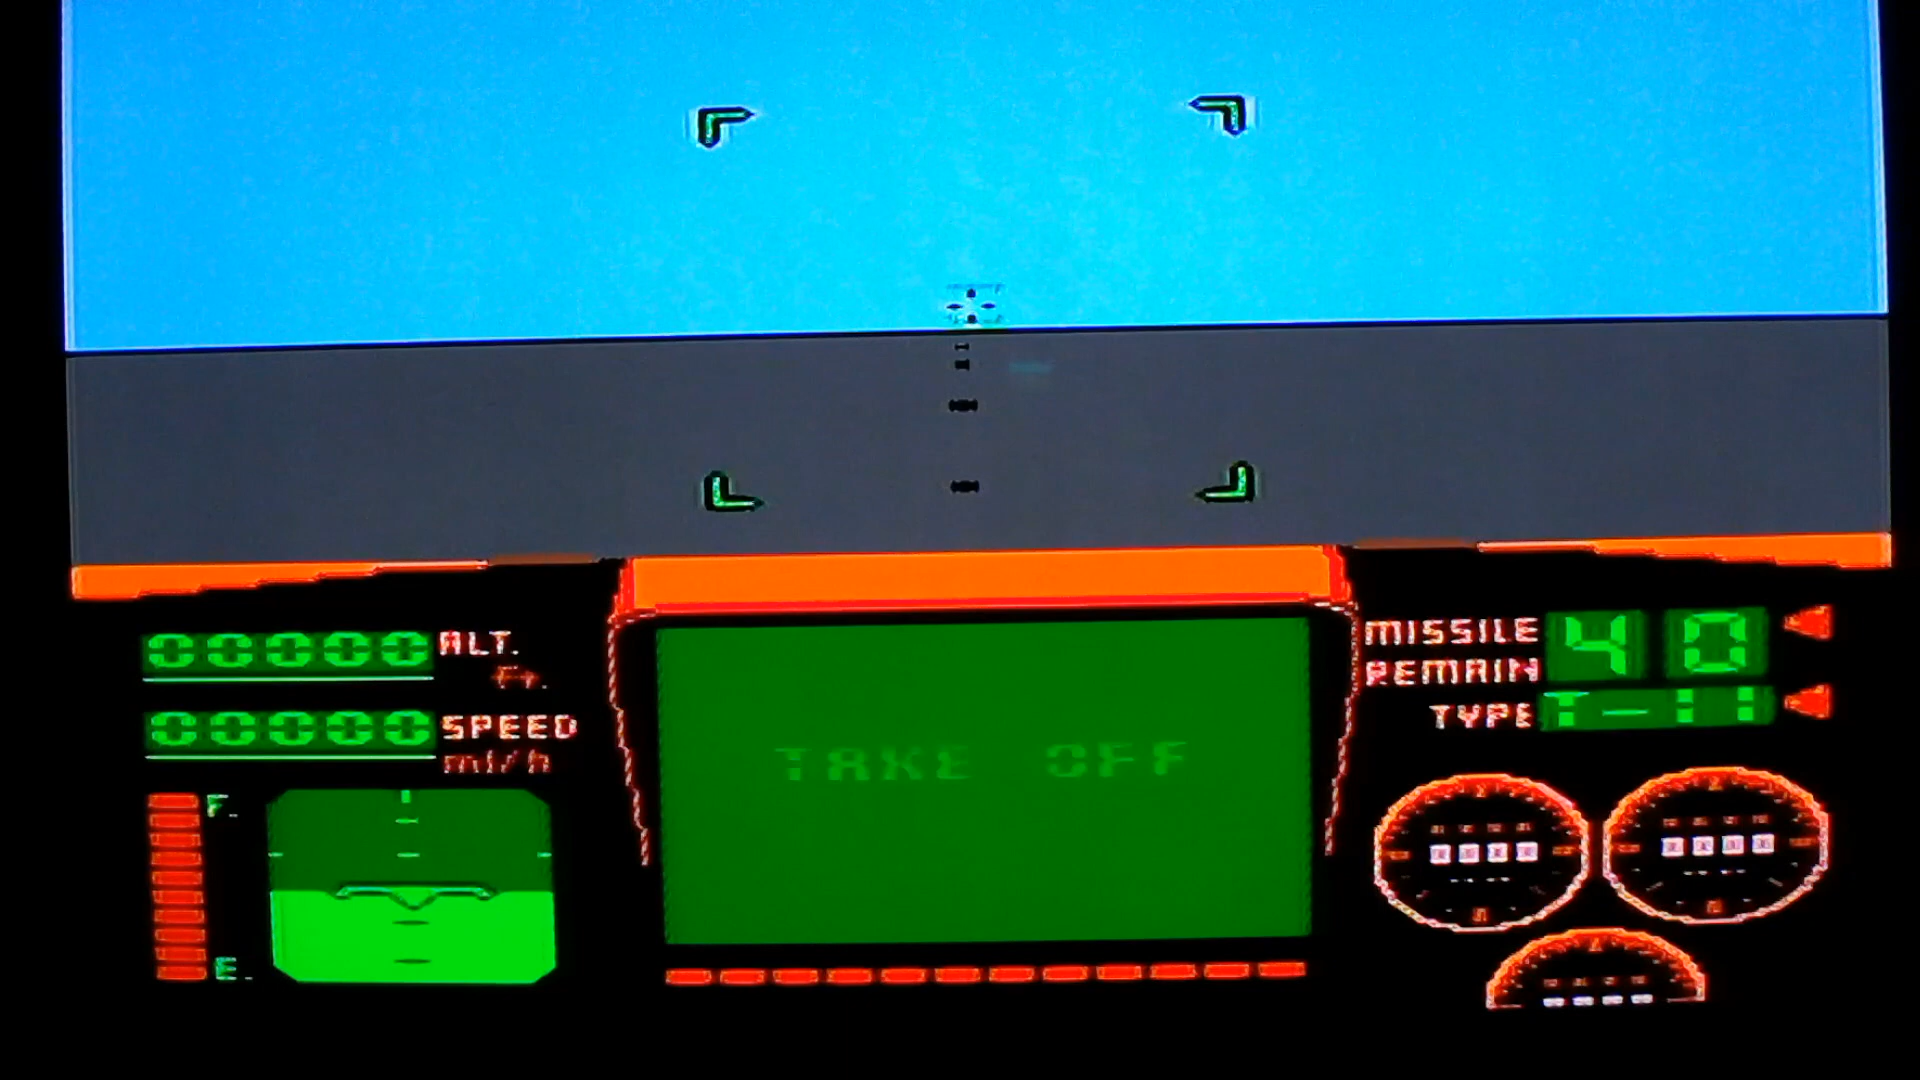 00000 ALT.
Ft.
00000 SPEED
mi/h
F.
E.
TAKE OFF
MISSILE 40
REMAIN
TYPE T-11